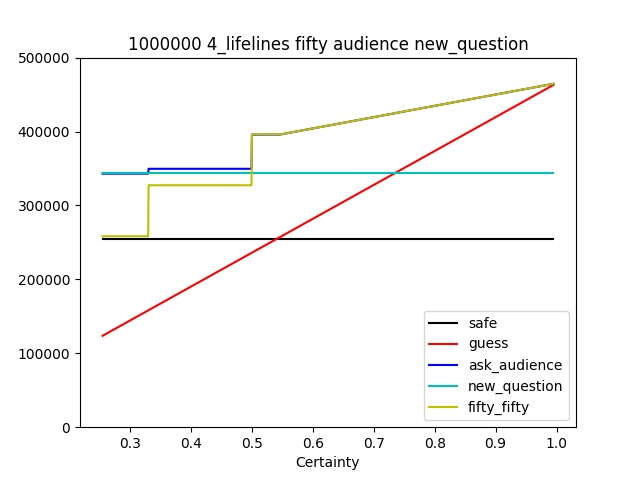 1000000 4_lifelines fifty audience new_question
500000
400000
300000
200000
100000
0
0.3 0.4 0.5 0.6 0.7 0.8 0.9 1.0
Certainty
safe
guess
ask_audience
new_question
fifty_fifty